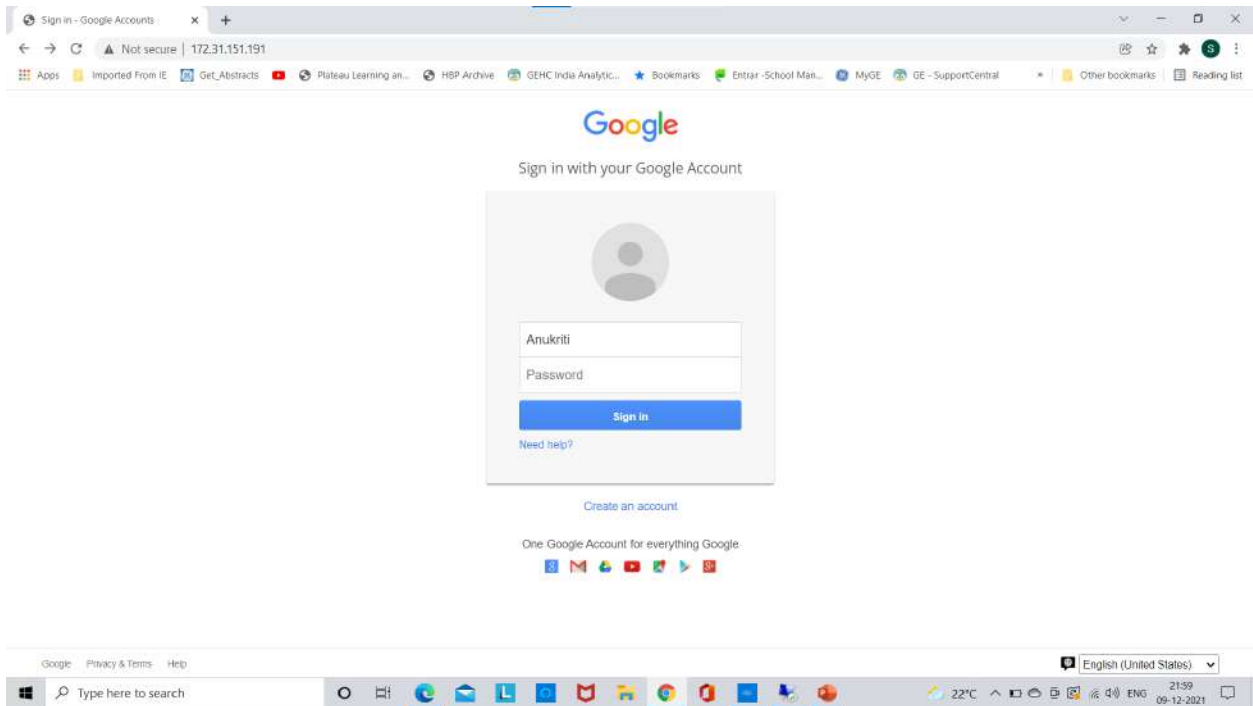 Sign in - Google Accounts
Not secure | 172.31.151.191
Apps Imported From IE Get_Abstracts Plateau Learning an... HBP Archive GEHC India Analytic... Bookmarks Entrar -School Man... MyGE GE - SupportCentral » Other bookmarks Reading list
S
Google
Sign in with your Google Account
Anukriti
Password
Sign in
Need help?
Create an account
One Google Account for everything Google
Google Privacy & Terms Help English (United States)
Type here to search 22°C ENG 21:59
09-12-2021